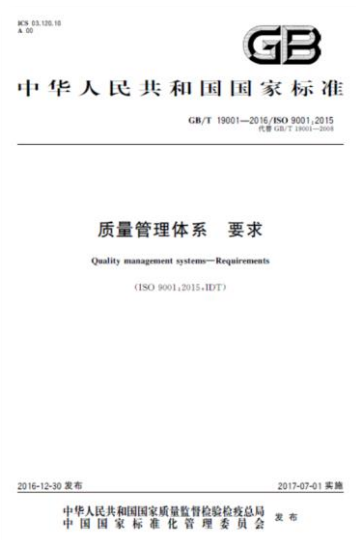 ICS 03.120.10
A 00
GB
中华人民共和国国家标准
GB/T 19001—2016/ISO 9001:2015
代替 GB/T 19001—2008
质量管理体系 要求
Quality management systems—Requirements
(ISO 9001:2015,IDT)
2016-12-30 发布 2017-07-01 实施
中华人民共和国国家质量监督检验检疫总局
中国国家标准化管理委员会 发布